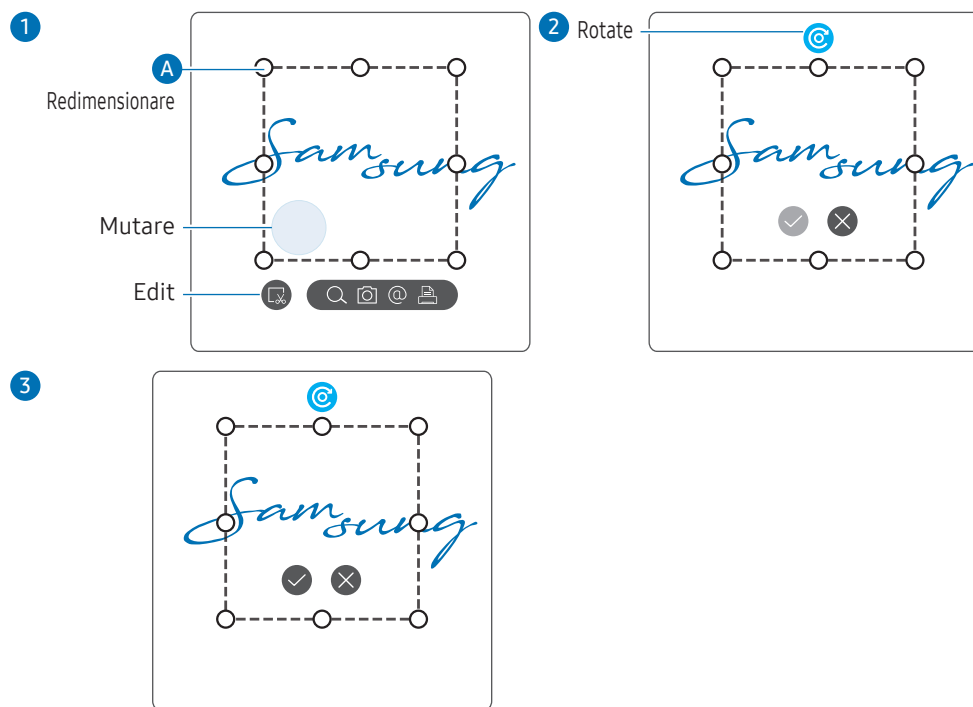 1
A
Redimensionare
Samsung
Mutare
Edit
@
2 Rotate
Samsung
3
Samsung